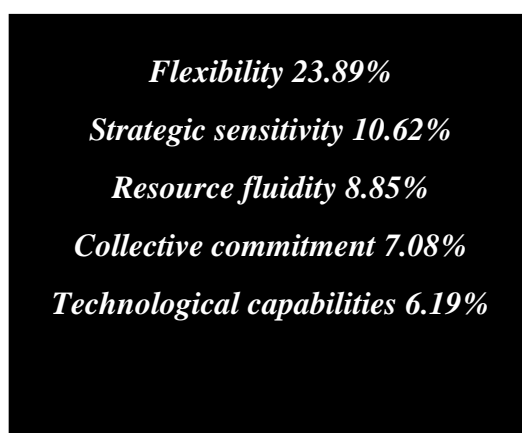 Flexibility 23.89%
Strategic sensitivity 10.62%
Resource fluidity 8.85%
Collective commitment 7.08%
Technological capabilities 6.19%